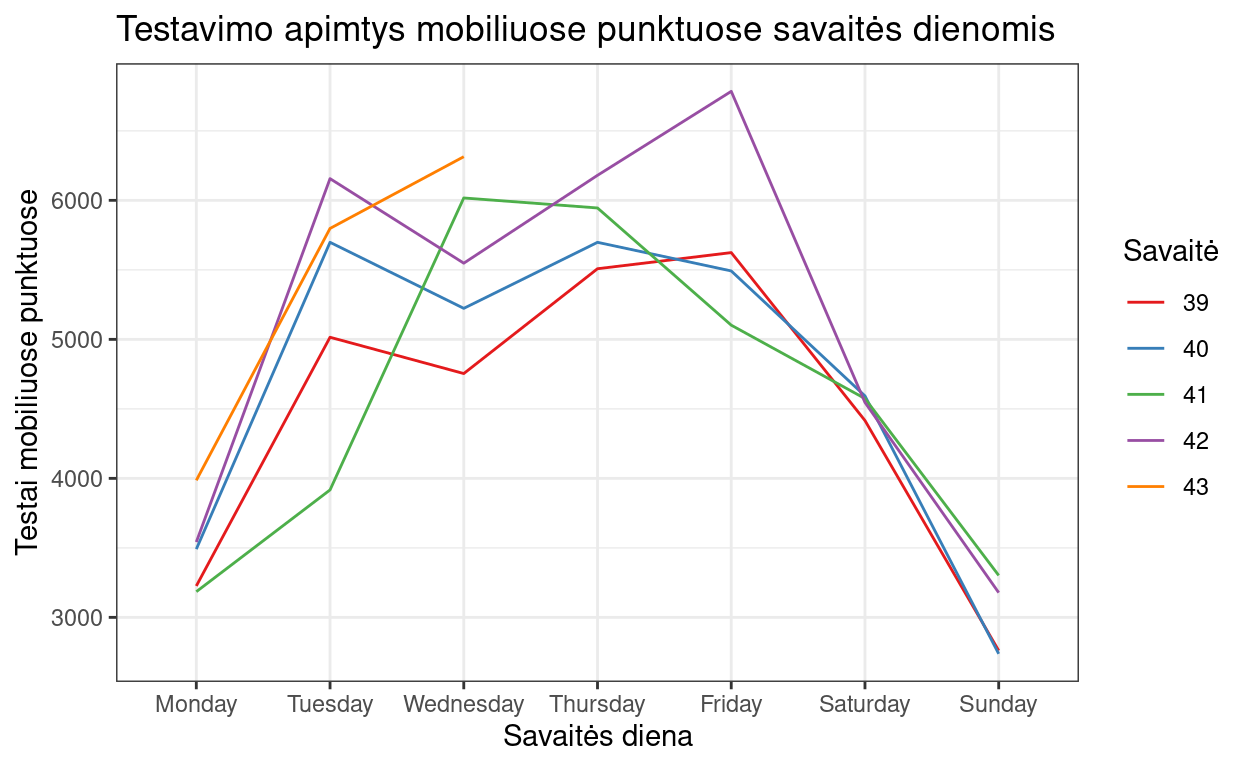 Testavimo apimtys mobiliuose punktuose savaitės dienomis
Testai mobiliuose punktuose
6000
5000
4000
3000
Monday Tuesday Wednesday Thursday Friday Saturday Sunday
Savaitės diena
Savaitė
39
40
41
42
43